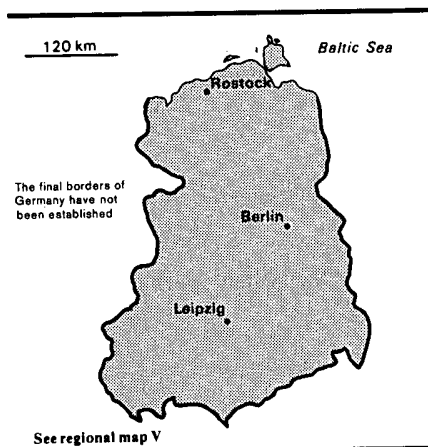 120 km
Baltic Sea
Rostock
The final borders of
Germany have not
been established
Berlin
Leipzig
See regional map V